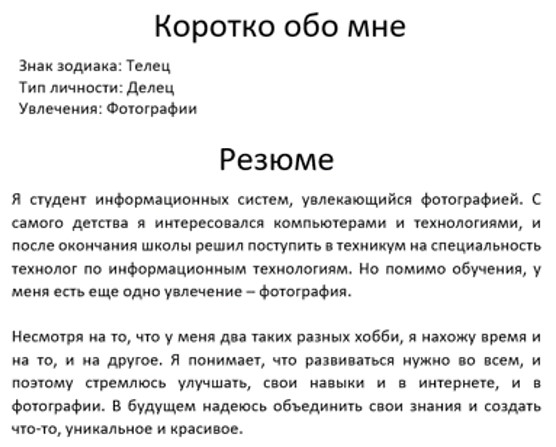 Коротко обо мне
Знак зодиака: Телец
Тип личности: Делец
Увлечения: Фотографии
Резюме
Я студент информационных систем, увлекающийся фотографией. С
самого детства я интересовался компьютерами и технологиями, и
после окончания школы решил поступить в техникум на специальность
технолог по информационным технологиям. Но помимо обучения, у
меня есть еще одно увлечение – фотография.
Несмотря на то, что у меня два таких разных хобби, я нахожу время и
на то, и на другое. Я понимает, что развиваться нужно во всем, и
поэтому стремлюсь улучшать, свои навыки и в интернете, и в
фотографии. В будущем надеюсь объединить свои знания и создать
что-то, уникальное и красивое.